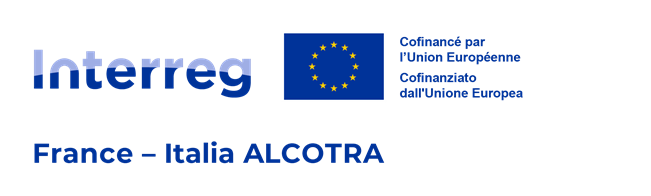 Interreg
Cofinancé par
l’Union Européenne
Cofinanziato
dall'Unione Europea
France – Italia ALCOTRA